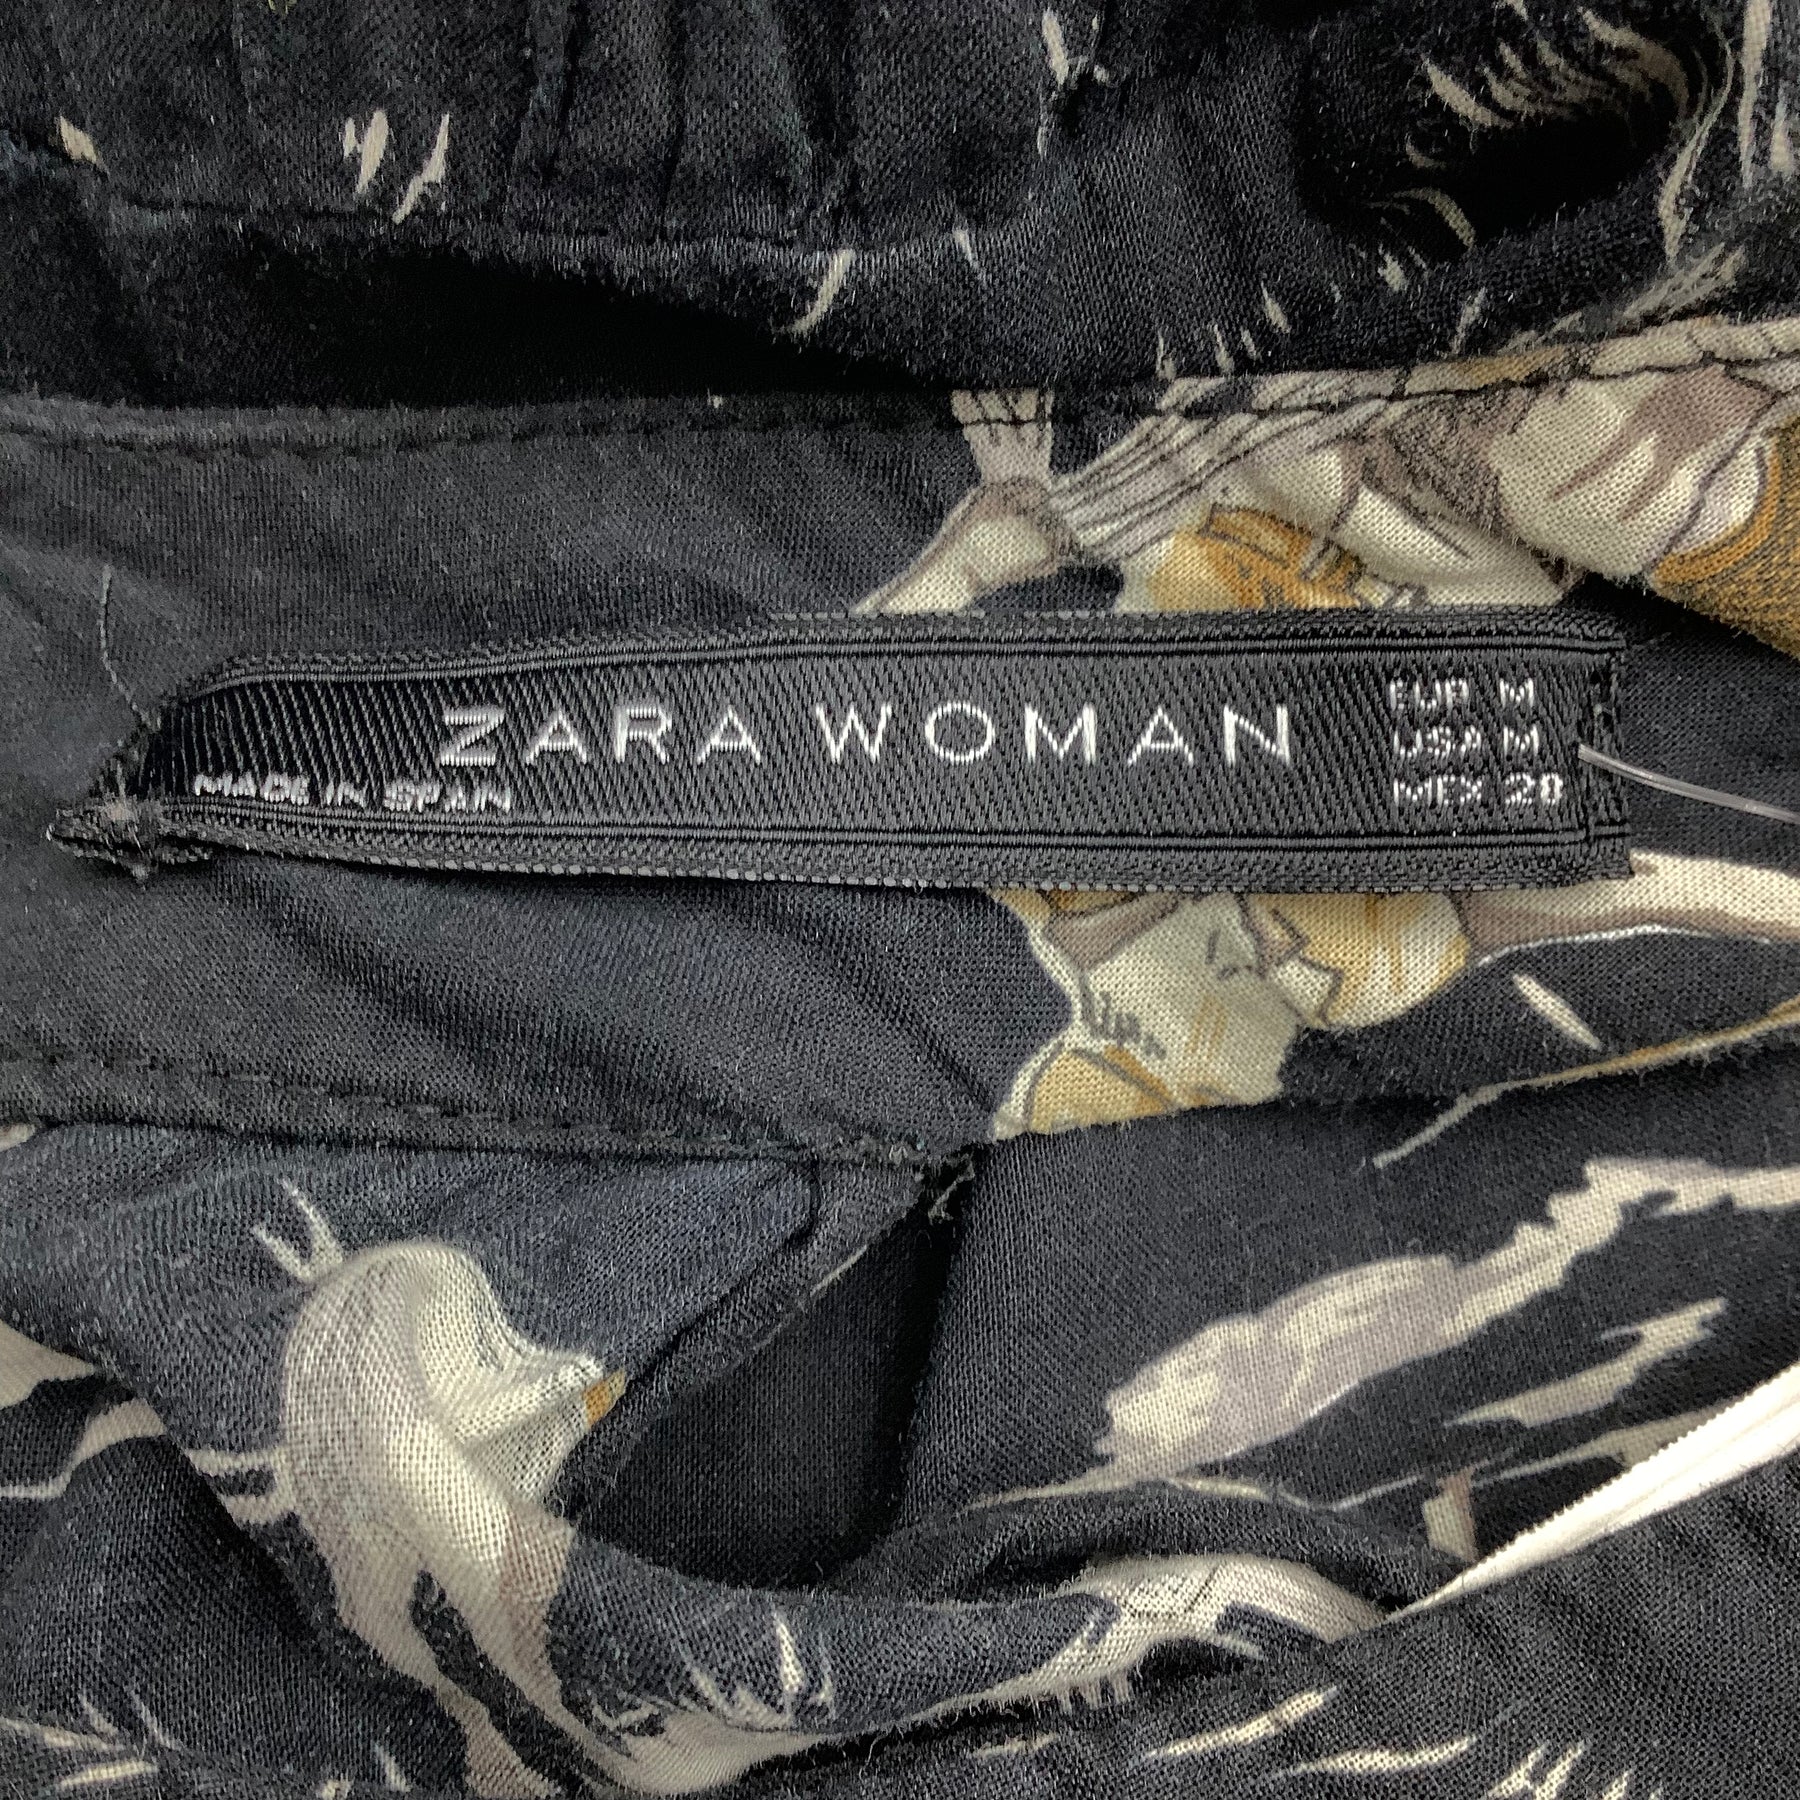 ZARA WOMAN
MADE IN SPAIN
EUR M
USA M
MEX 28